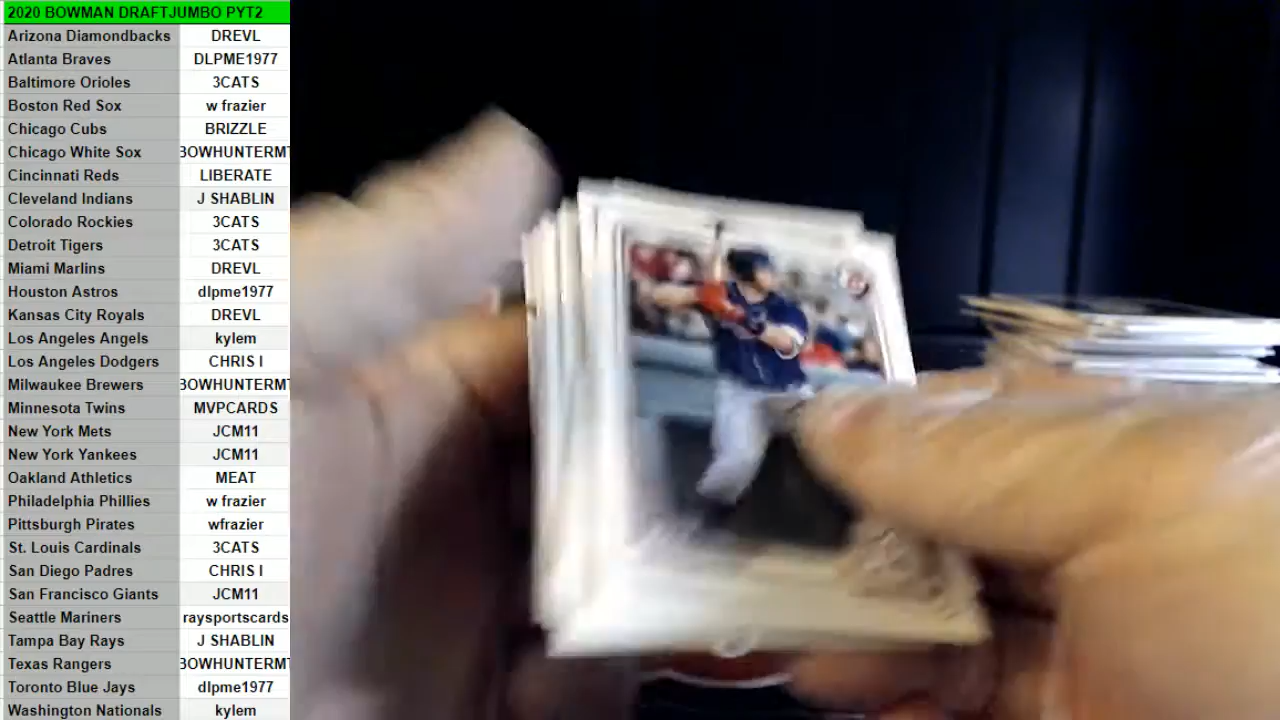 2020 BOWMAN DRAFTJUMBO PYT2
Arizona Diamondbacks DREVL
Atlanta Braves DLPME1977
Baltimore Orioles 3CATS
Boston Red Sox w frazier
Chicago Cubs BRIZZLE
Chicago White Sox BOWHUNTERMT
Cincinnati Reds LIBERATE
Cleveland Indians J SHABLIN
Colorado Rockies 3CATS
Detroit Tigers 3CATS
Miami Marlins DREVL
Houston Astros dlpme1977
Kansas City Royals DREVL
Los Angeles Angels kylem
Los Angeles Dodgers CHRIS I
Milwaukee Brewers BOWHUNTERMT
Minnesota Twins MVPCARDS
New York Mets JCM11
New York Yankees JCM11
Oakland Athletics MEAT
Philadelphia Phillies w frazier
Pittsburgh Pirates wfrazier
St. Louis Cardinals 3CATS
San Diego Padres CHRIS I
San Francisco Giants JCM11
Seattle Mariners raysportscards
Tampa Bay Rays J SHABLIN
Texas Rangers BOWHUNTERMT
Toronto Blue Jays dlpme1977
Washington Nationals kylem